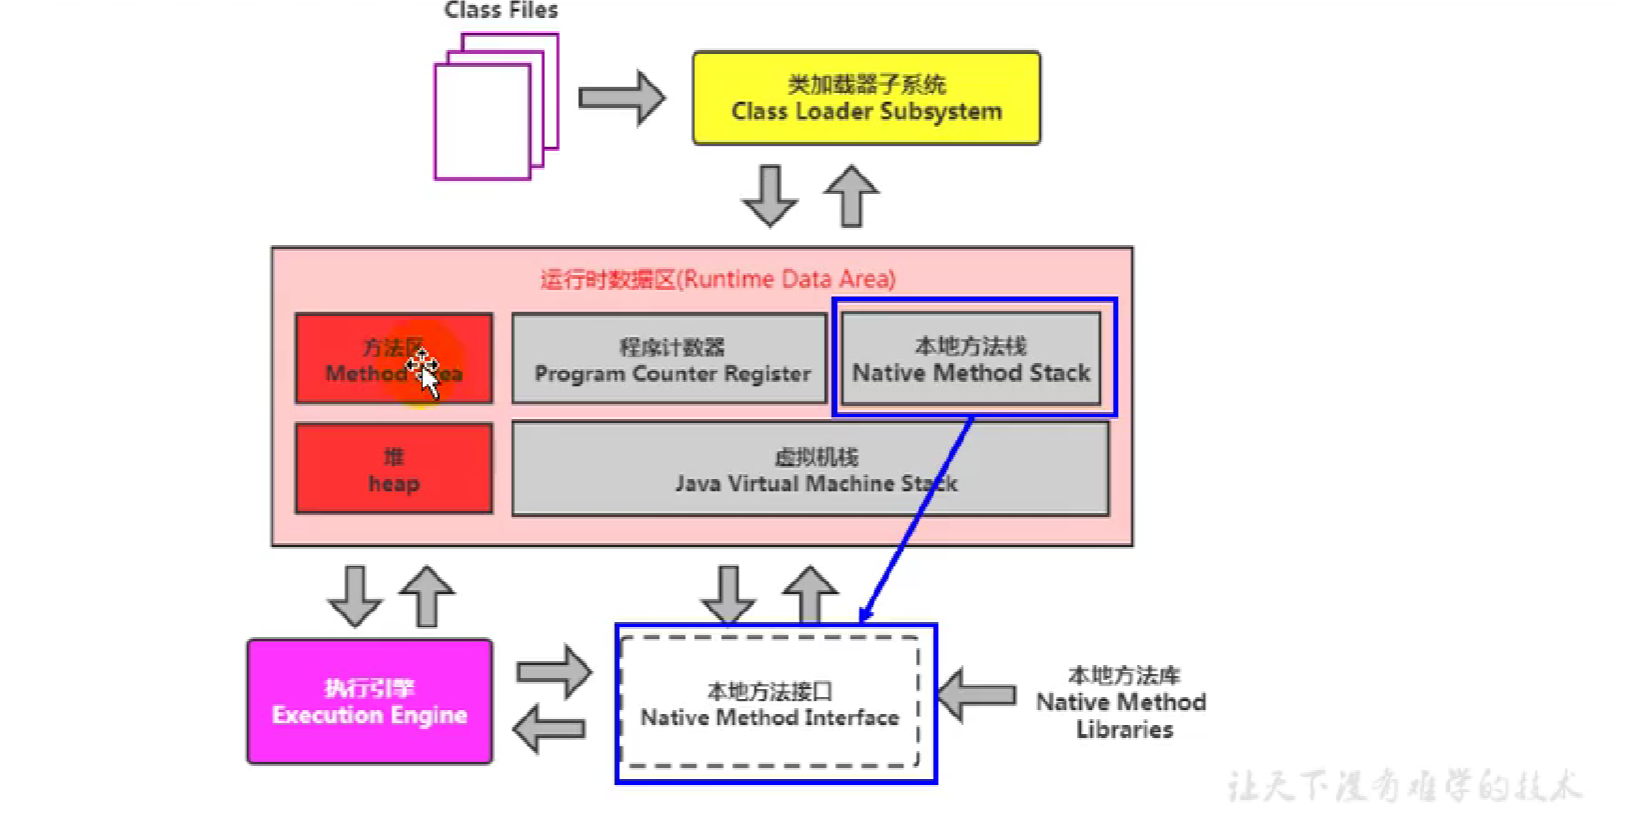 Class Files
类加载器子系统
Class Loader Subsystem
运行时数据区(Runtime Data Area)
方法区
Method Area
程序计数器
Program Counter Register
本地方法栈
Native Method Stack
堆
heap
虚拟机栈
Java Virtual Machine Stack
执行引擎
Execution Engine
本地方法接口
Native Method Interface
本地方法库
Native Method
Libraries
让天下没有难学的技术